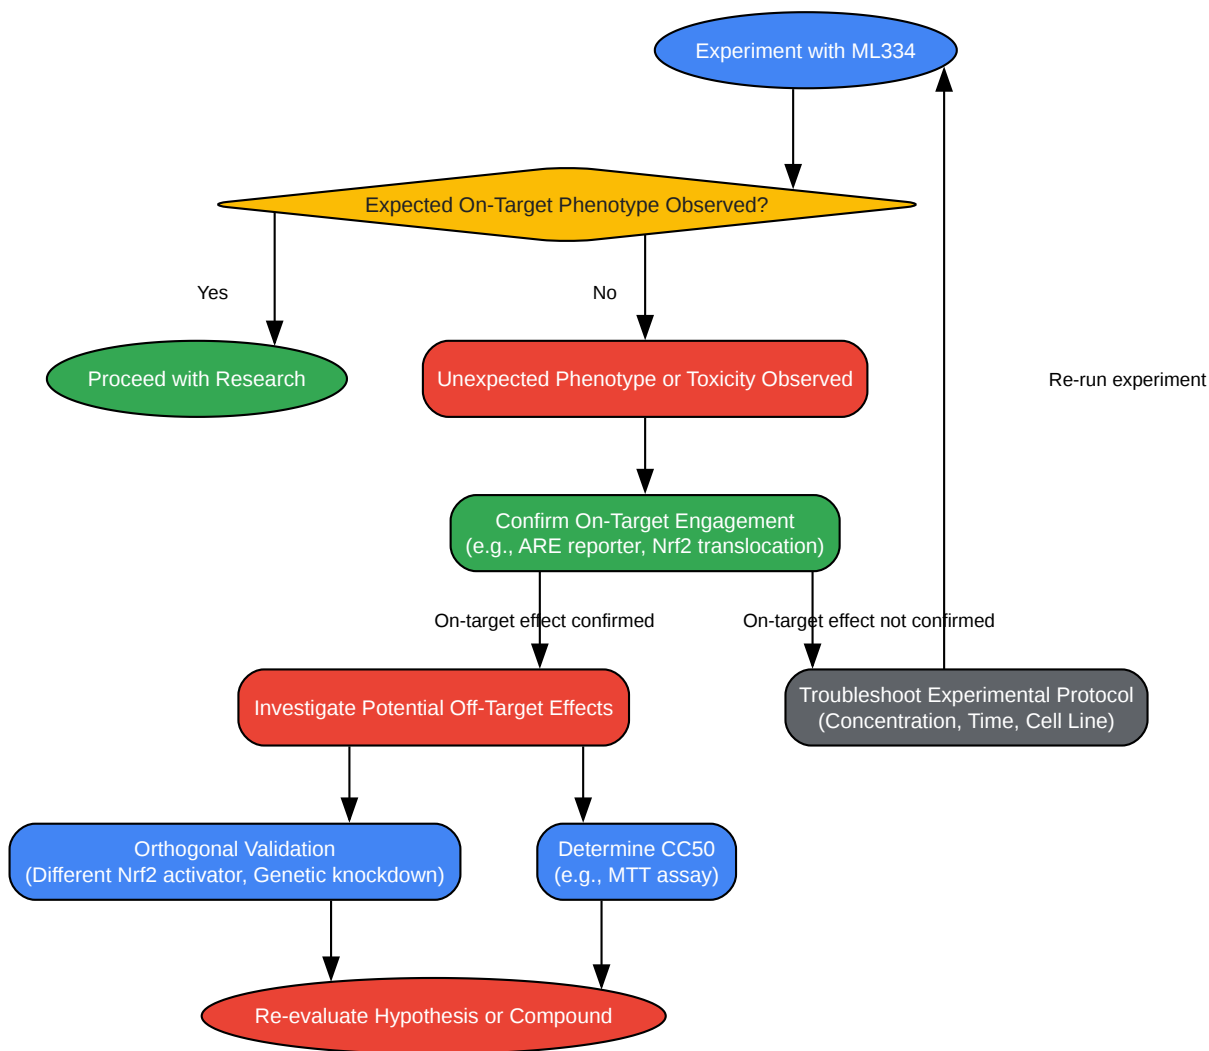 Experiment with ML334
Expected On-Target Phenotype Observed?
Yes
No
Proceed with Research
Unexpected Phenotype or Toxicity Observed
Re-run experiment
Confirm On-Target Engagement
(e.g., ARE reporter, Nrf2 translocation)
On-target effect confirmed
On-target effect not confirmed
Investigate Potential Off-Target Effects
Troubleshoot Experimental Protocol
(Concentration, Time, Cell Line)
Orthogonal Validation
(Different Nrf2 activator, Genetic knockdown)
Determine CC50
(e.g., MTT assay)
Re-evaluate Hypothesis or Compound